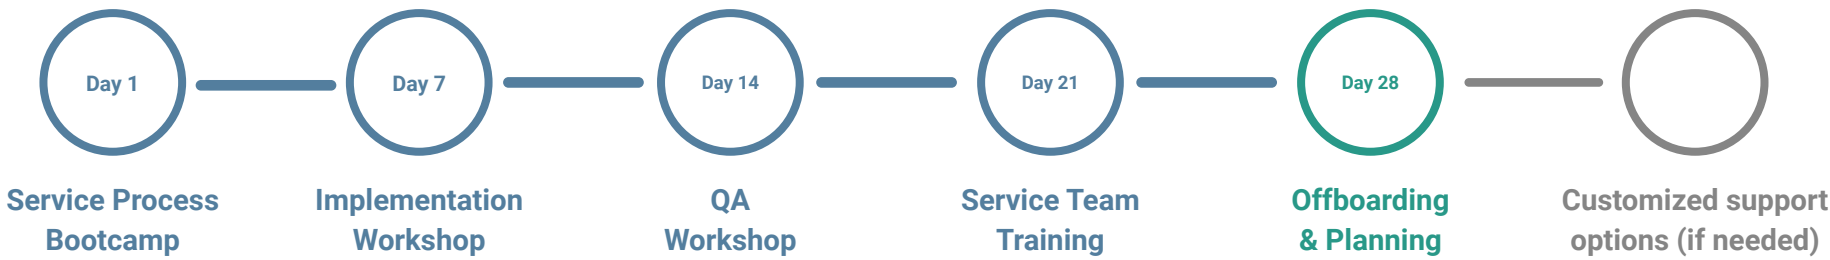 Day 1
Day 7
Day 14
Day 21
Day 28
Service Process
Bootcamp
Implementation
Workshop
QA
Workshop
Service Team
Training
Offboarding
& Planning
Customized support
options (if needed)